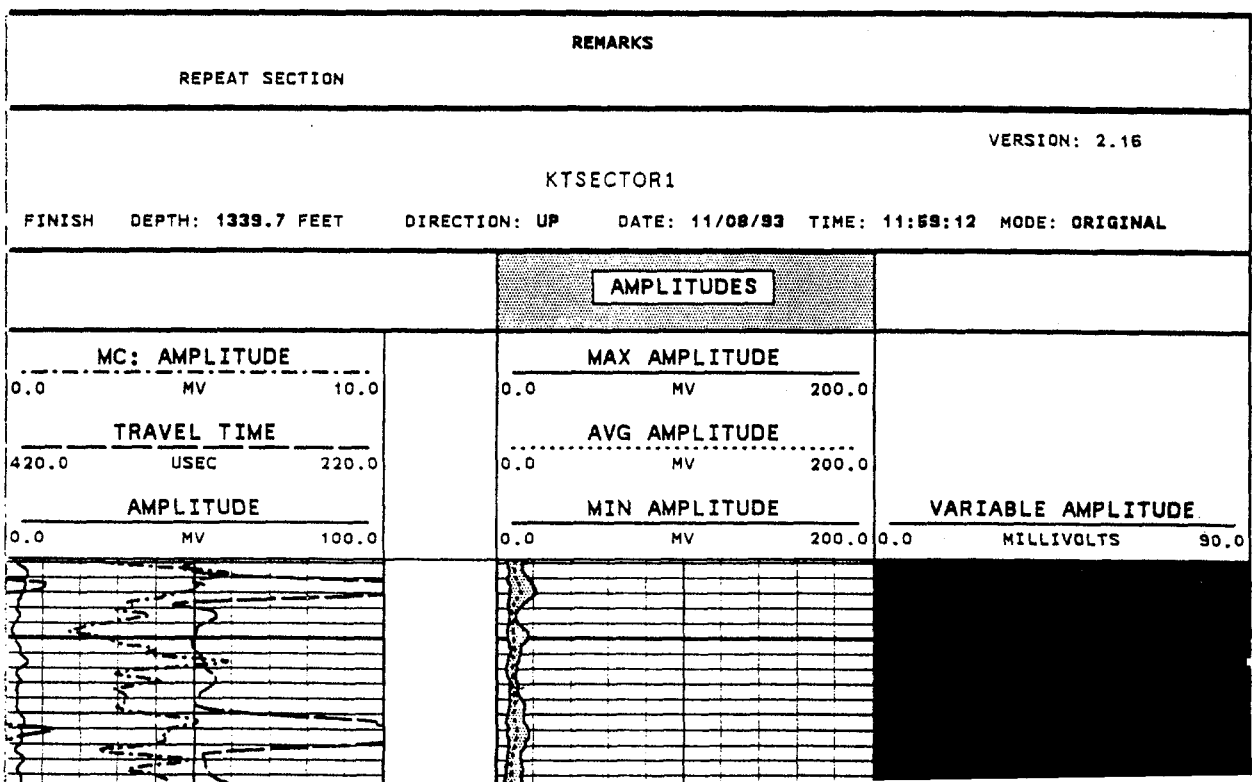 REMARKS
REPEAT SECTION
VERSION: 2.16
KTSECTOR1
FINISH DEPTH: 1339.7 FEET DIRECTION: UP DATE: 11/08/93 TIME: 11:59:12 MODE: ORIGINAL
AMPLITUDES
MC: AMPLITUDE
0.0 MV 10.0
TRAVEL TIME
420.0 USEC 220.0
AMPLITUDE
0.0 MV 100.0
MAX AMPLITUDE
0.0 MV 200.0
AVG AMPLITUDE
0.0 MV 200.0
MIN AMPLITUDE
0.0 MV 200.0
VARIABLE AMPLITUDE
0.0 MILLIVOLTS 90.0